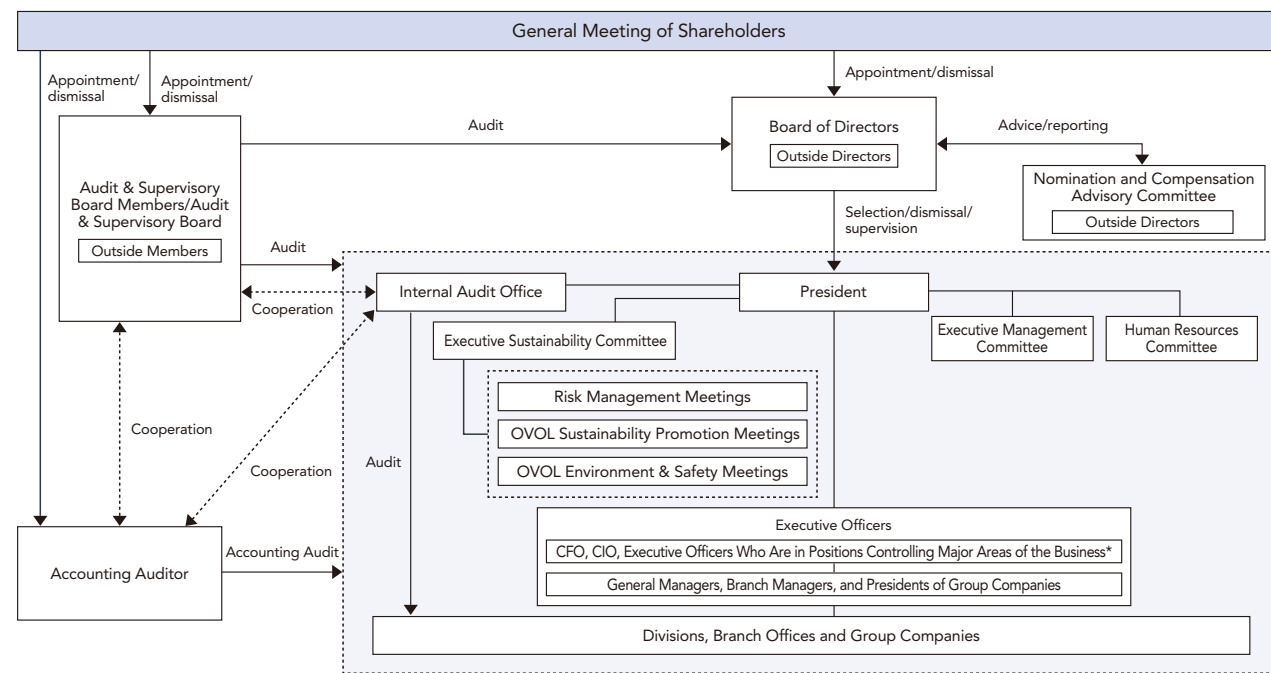 General Meeting of Shareholders
Appointment/
dismissal
Appointment/
dismissal
Appointment/dismissal
Audit
Board of Directors
Outside Directors
Advice/reporting
Nomination and Compensation
Advisory Committee
Outside Directors
Audit & Supervisory
Board Members/Audit
& Supervisory Board
Outside Members
Selection/dismissal/
supervision
Audit
Cooperation
Internal Audit Office
President
Executive Sustainability Committee
Executive Management
Committee
Human Resources
Committee
Risk Management Meetings
OVOL Sustainability Promotion Meetings
OVOL Environment & Safety Meetings
Cooperation
Cooperation
Audit
Executive Officers
CFO, CIO, Executive Officers Who Are in Positions Controlling Major Areas of the Business*
General Managers, Branch Managers, and Presidents of Group Companies
Accounting Auditor
Accounting Audit
Divisions, Branch Offices and Group Companies